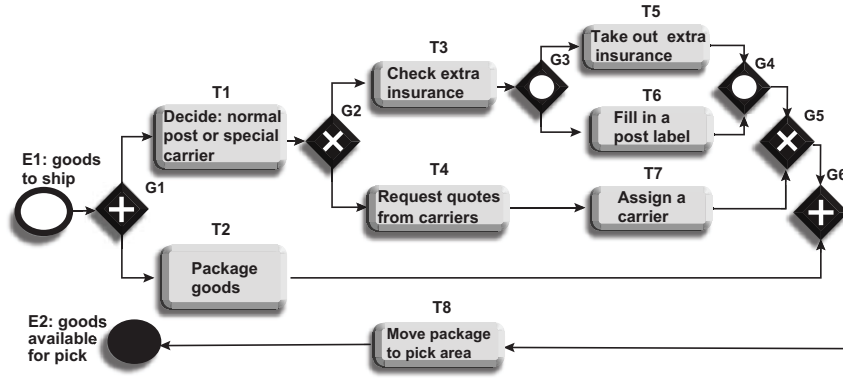 E1: goods
to ship
G1
T1
Decide: normal
post or special
carrier
G2
T2
Package
goods
T3
Check extra
insurance
G3
T5
Take out extra
insurance
G4
T6
Fill in a
post label
G5
T4
Request quotes
from carriers
T7
Assign a
carrier
G6
E2: goods
available
for pick
T8
Move package
to pick area